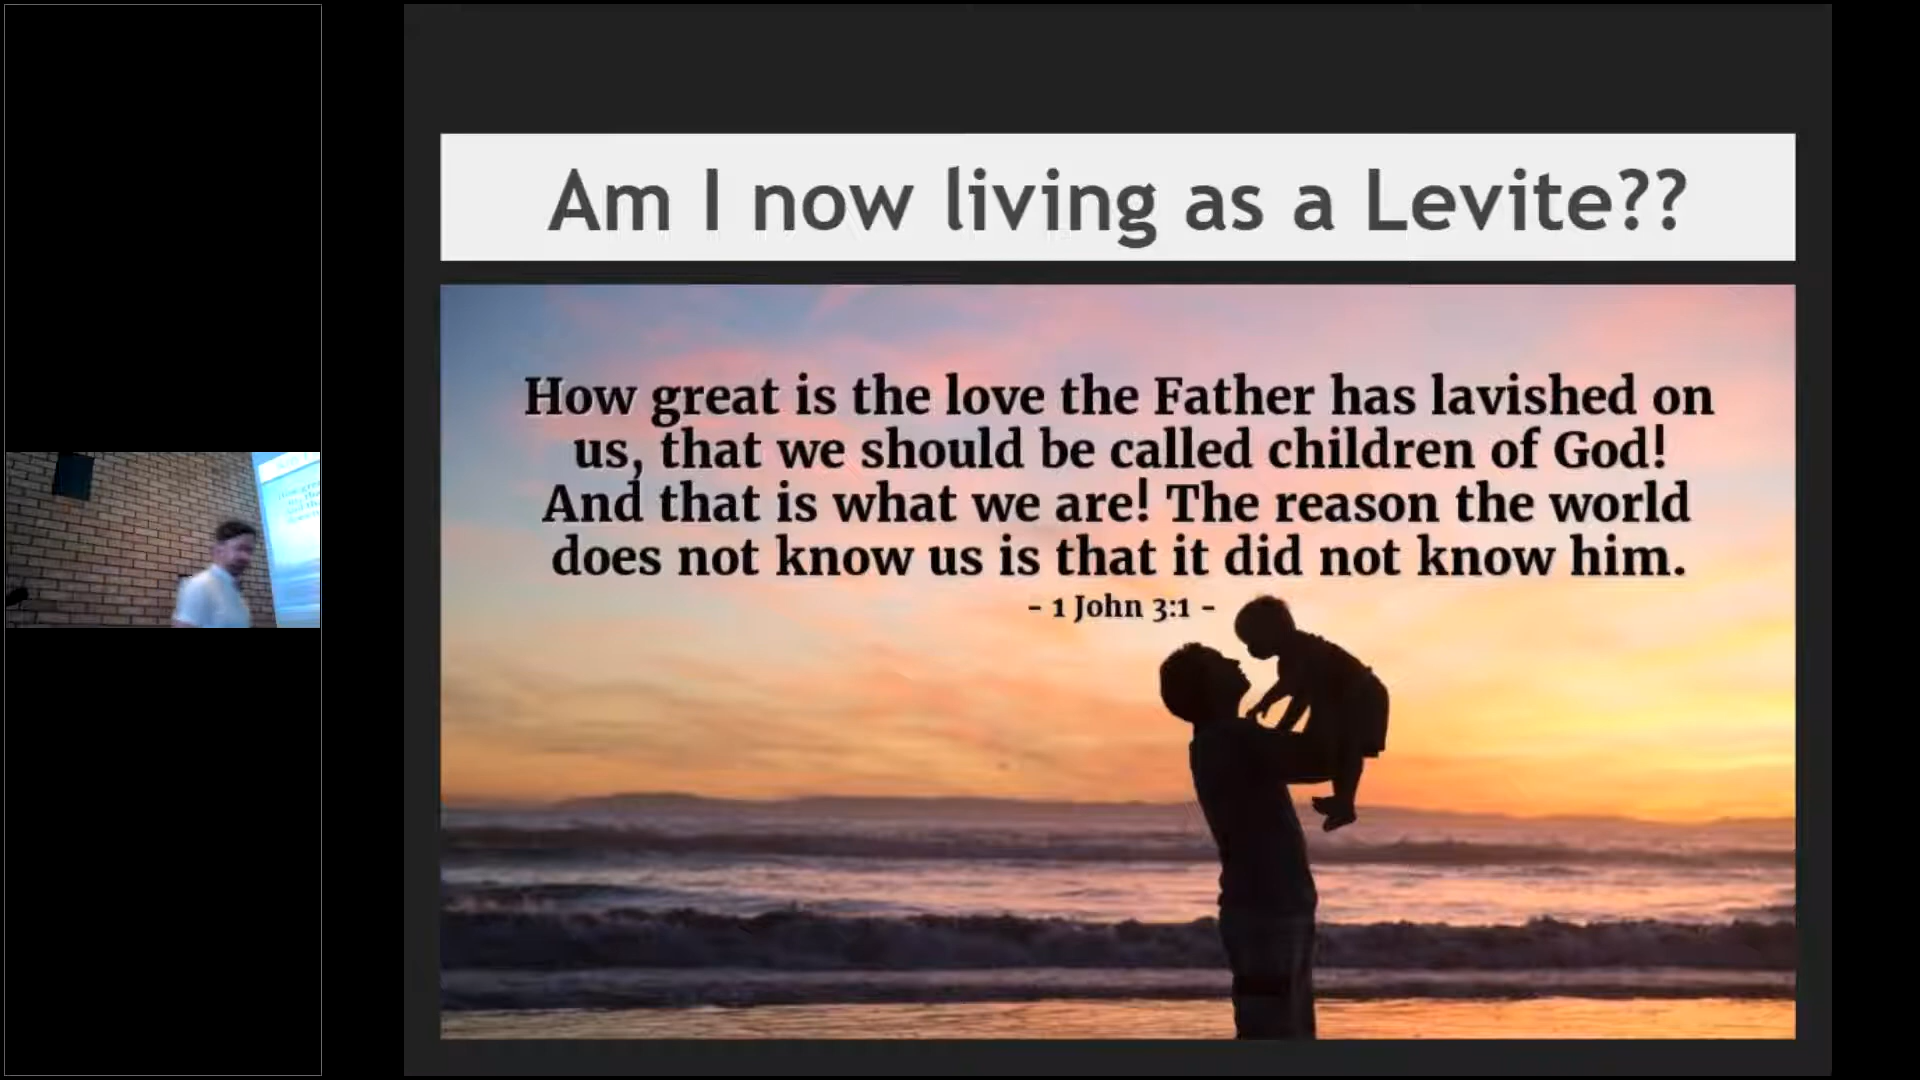 Am I now living as a Levite??
How great is the love the Father has lavished on
us, that we should be called children of God!
And that is what we are! The reason the world
does not know us is that it did not know him.
- 1 John 3:1 -